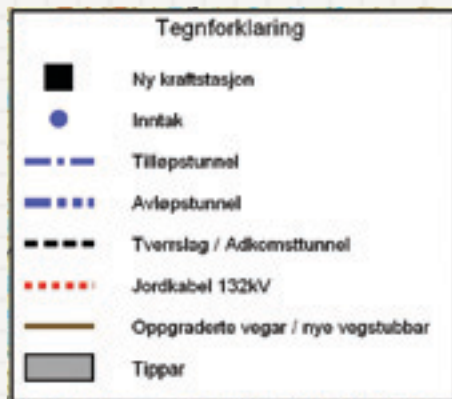 Tegnforklaring
Ny kraftstasjon
Inntak
Tilløpstunnel
Avløpstunnel
Tverrslag / Adkomsttunnel
Jordkabel 132kV
Oppgraderte vegar / nye vegstubbar
Tippar